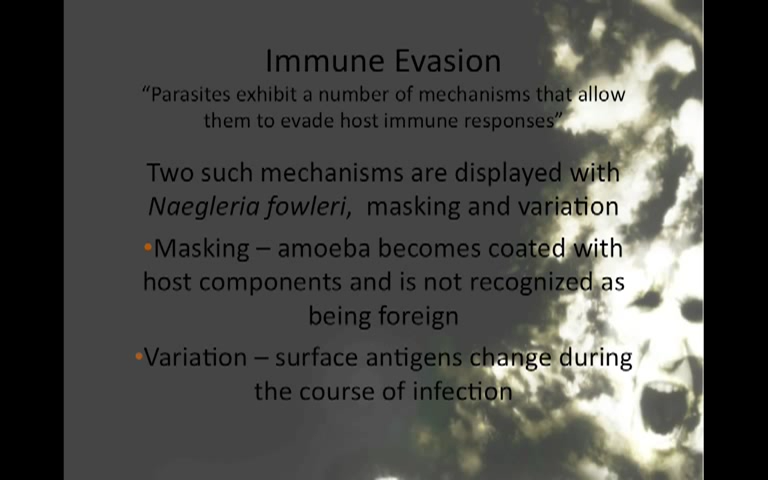 Immune Evasion
“Parasites exhibit a number of mechanisms that allow
them to evade host immune responses”
Two such mechanisms are displayed with
Naegleria fowleri, masking and variation
•Masking – amoeba becomes coated with
host components and is not recognized as
being foreign
•Variation – surface antigens change during
the course of infection